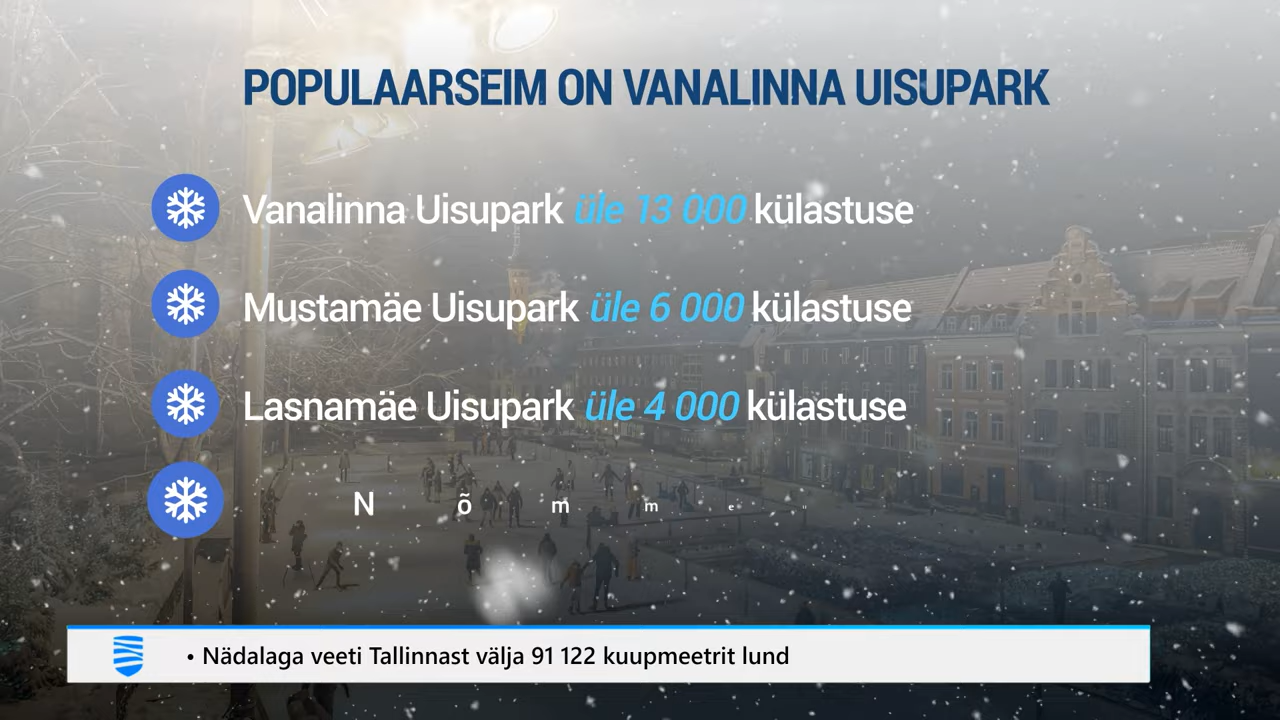 POPULAARSEIM ON VANALINNA UISUPARK
Vanalinna Uisupark üle 13 000 külastuse
Mustamäe Uisupark üle 6 000 külastuse
Lasnamäe Uisupark üle 4 000 külastuse
Nõmme
• Nädalaga veeti Tallinnast välja 91 122 kuupmeetrit lund